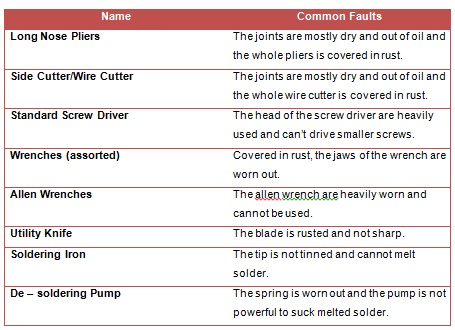 Name Common Faults
Long Nose Pliers The joints are mostly dry and out of oil and
the whole pliers is covered in rust.
Side Cutter/Wire Cutter The joints are mostly dry and out of oil and
the whole wire cutter is covered in rust.
Standard Screw Driver The head of the screw driver are heavily
used and can't drive smaller screws.
Wrenches (assorted) Covered in rust, the jaws of the wrench are
worn out.
Allen Wrenches The allen wrench are heavily worn and
cannot be used.
Utility Knife The blade is rusted and not sharp.
Soldering Iron The tip is not tinned and cannot melt
solder.
De – soldering Pump The spring is worn out and the pump is not
powerful to suck melted solder.